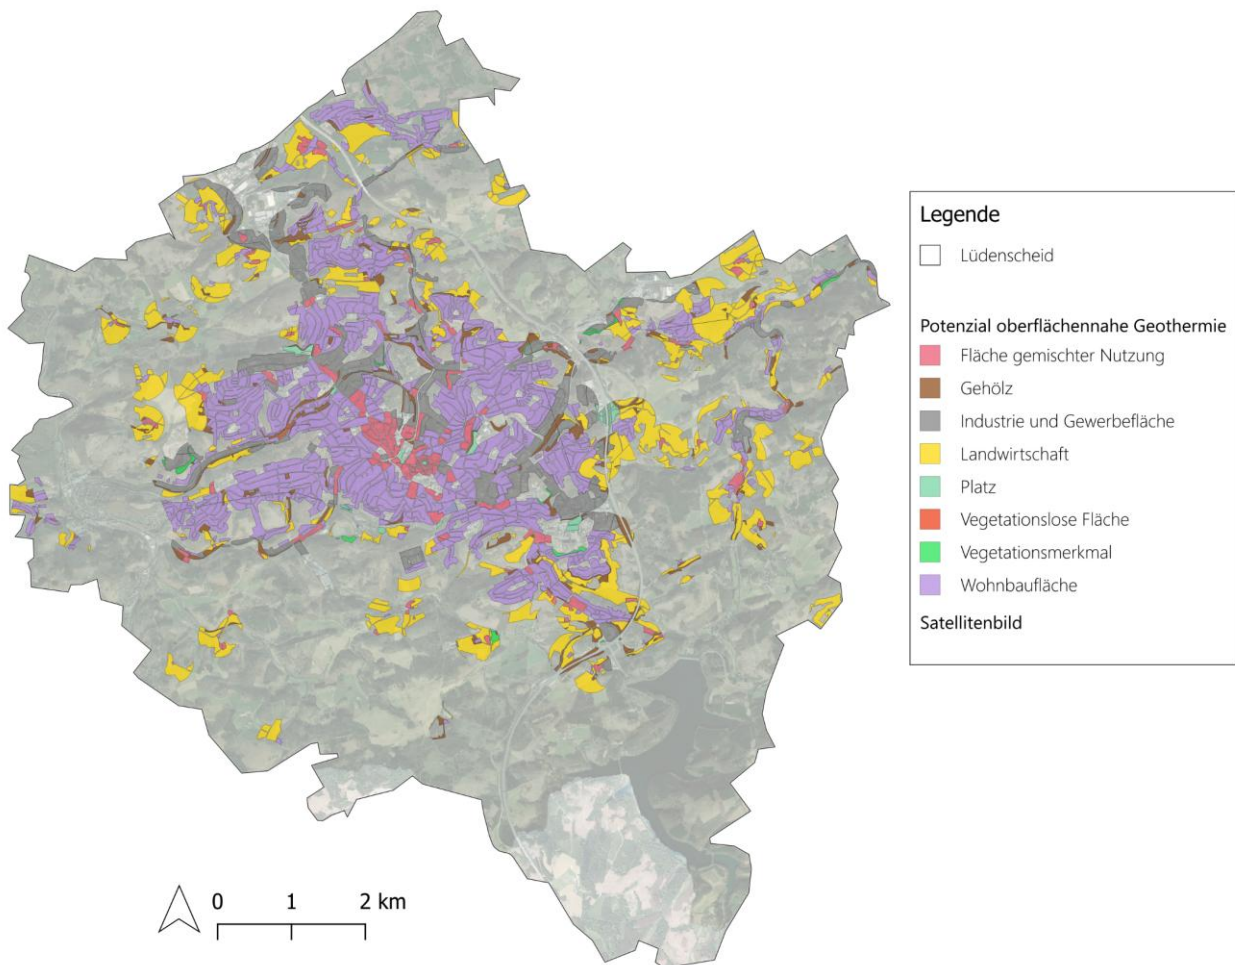 Legende
Lüdenscheid
Potenzial oberflächennahe Geothermie
Fläche gemischter Nutzung
Gehölz
Industrie und Gewerbefläche
Landwirtschaft
Platz
Vegetationslose Fläche
Vegetationsmerkmal
Wohnbaufläche
Satellitenbild
0 1 2 km